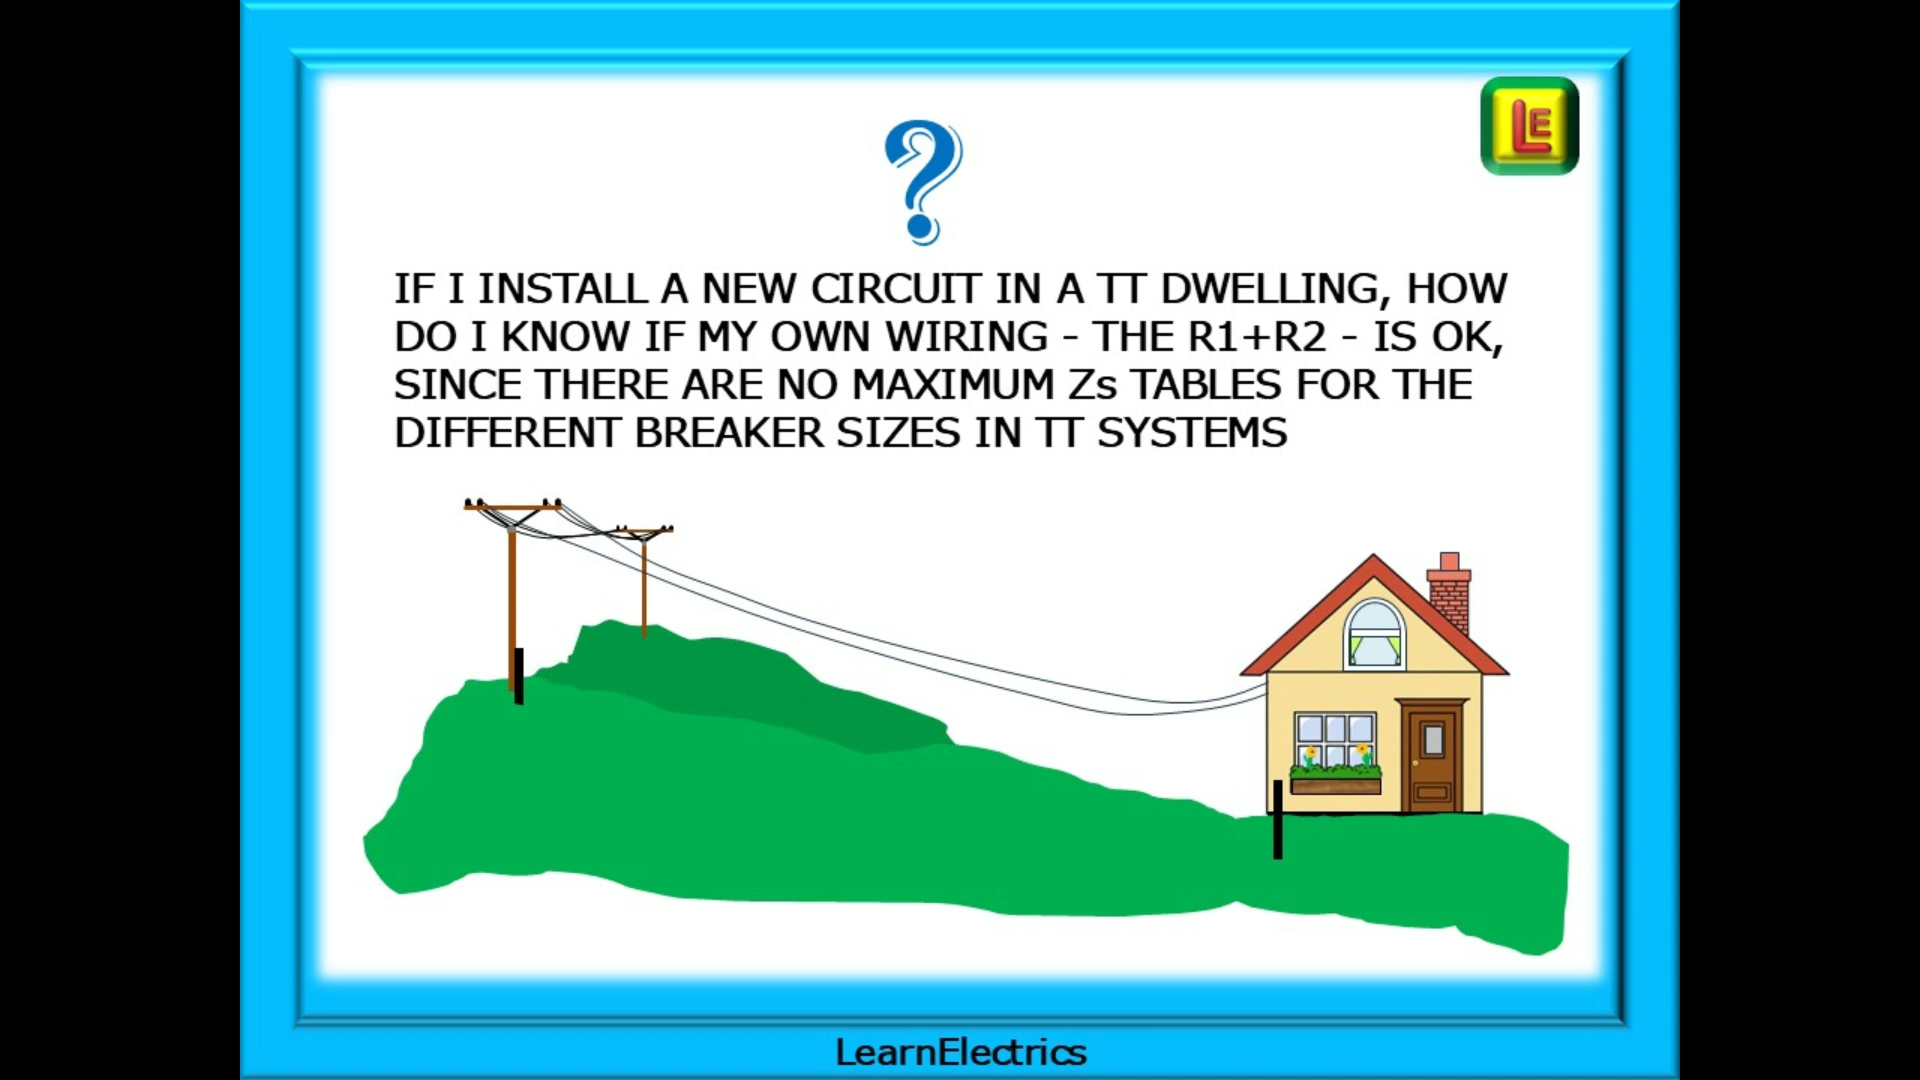 LE
IF I INSTALL A NEW CIRCUIT IN A TT DWELLING, HOW
DO I KNOW IF MY OWN WIRING - THE R1+R2 - IS OK,
SINCE THERE ARE NO MAXIMUM Zs TABLES FOR THE
DIFFERENT BREAKER SIZES IN TT SYSTEMS
LearnElectrics